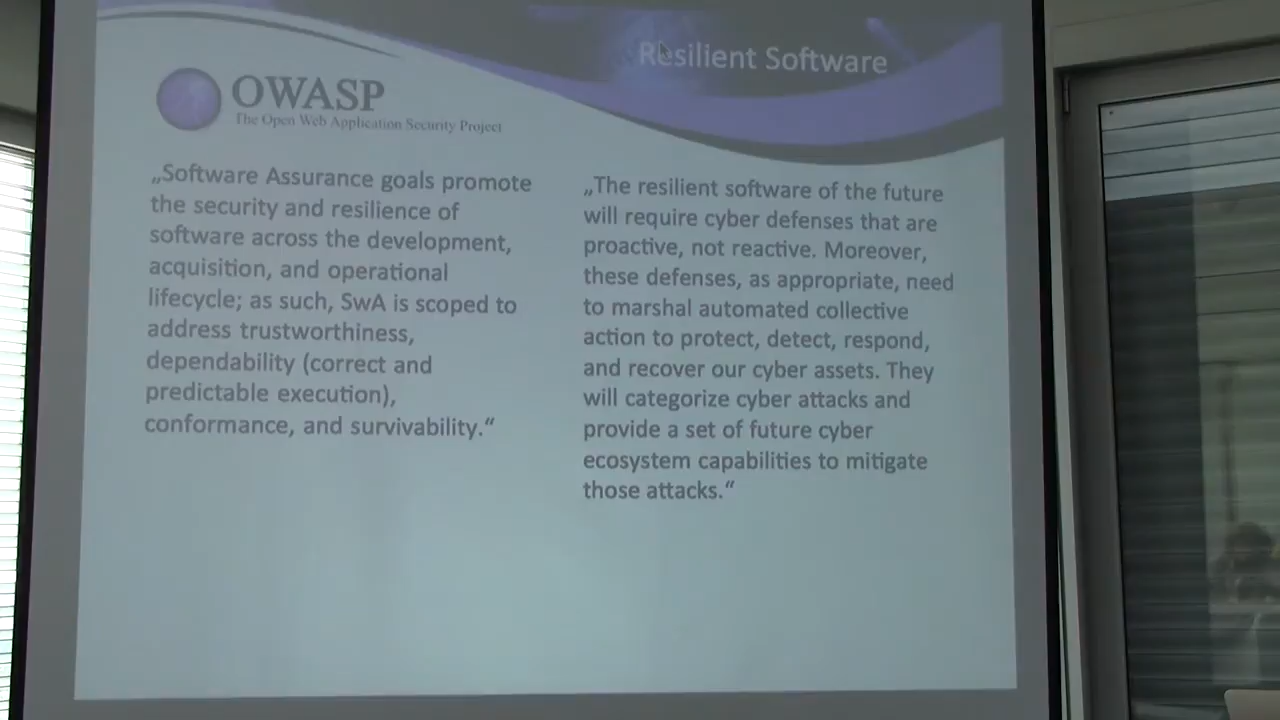 Resilient Software
OWASP
The Open Web Application Security Project
„Software Assurance goals promote
the security and resilience of
software across the development,
acquisition, and operational
lifecycle; as such, SwA is scoped to
address trustworthiness,
dependability (correct and
predictable execution),
conformance, and survivability.“
„The resilient software of the future
will require cyber defenses that are
proactive, not reactive. Moreover,
these defenses, as appropriate, need
to marshal automated collective
action to protect, detect, respond,
and recover our cyber assets. They
will categorize cyber attacks and
provide a set of future cyber
ecosystem capabilities to mitigate
those attacks.“